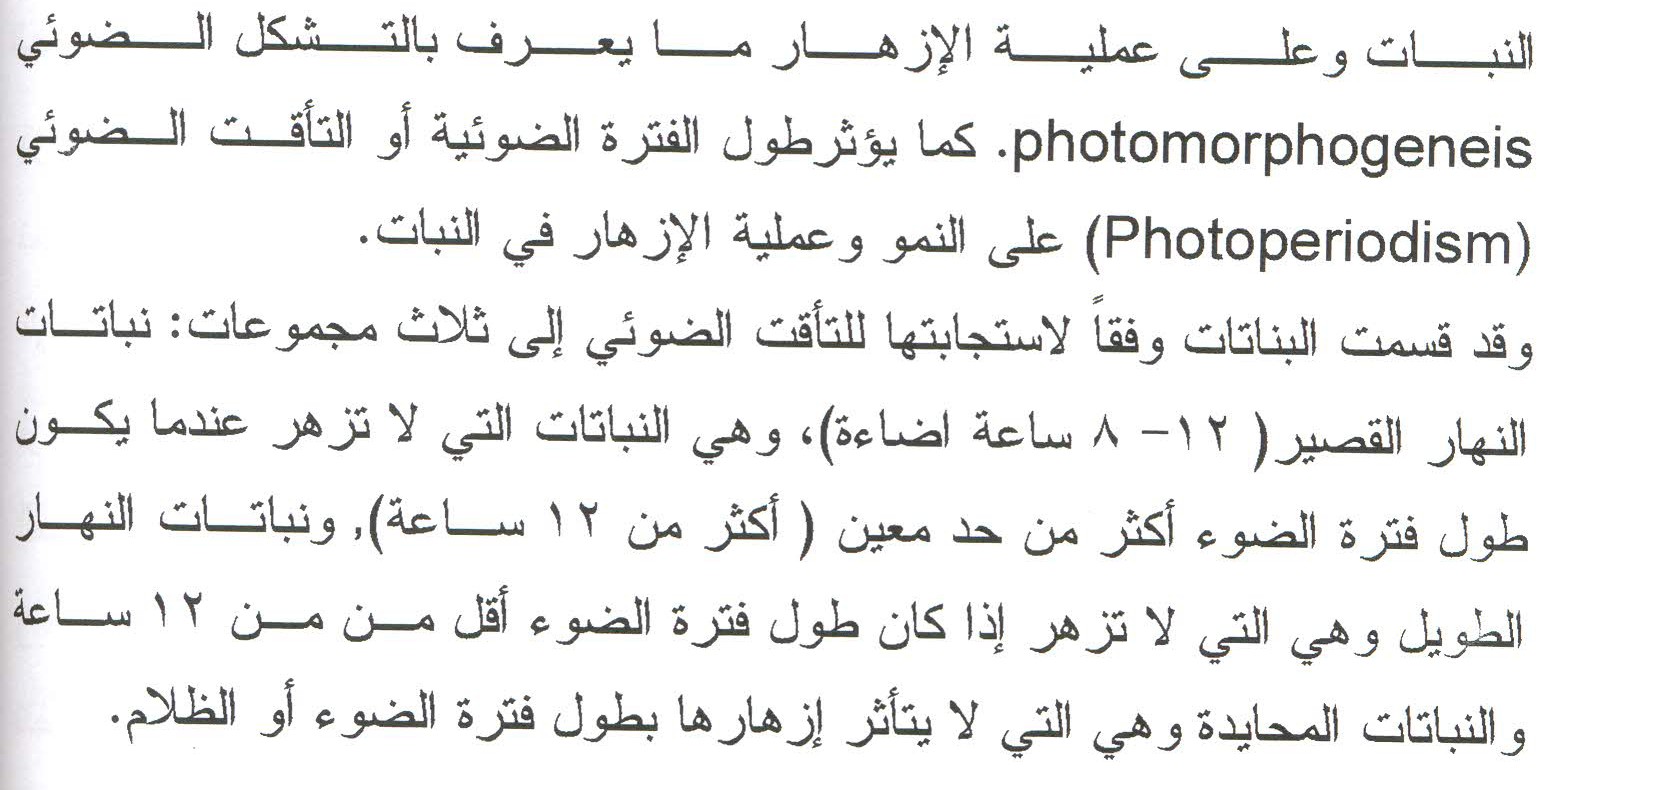 النبات وعلى عملية الإزهار ما يعرف بالتشكل الضوئي
photomorphogeneis. كما يؤثرطول الفترة الضوئية أو التأقت الضوئي
(Photoperiodism) على النمو وعملية الإزهار في النبات.
وقد قسمت البناتات وفقاً لاستجابتها للتأقت الضوئي إلى ثلاث مجموعات: نباتات
النهار القصير( ١٢– ٨ ساعة اضاءة)، وهي النباتات التي لا تزهر عندما يكون
طول فترة الضوء أكثر من حد معين ( أكثر من ١٢ ساعة), ونباتات النهار
الطويل وهي التي لا تزهر إذا كان طول فترة الضوء أقل من من ١٢ ساعة
والنباتات المحايدة وهي التي لا يتأثر إزهارها بطول فترة الضوء أو الظلام.